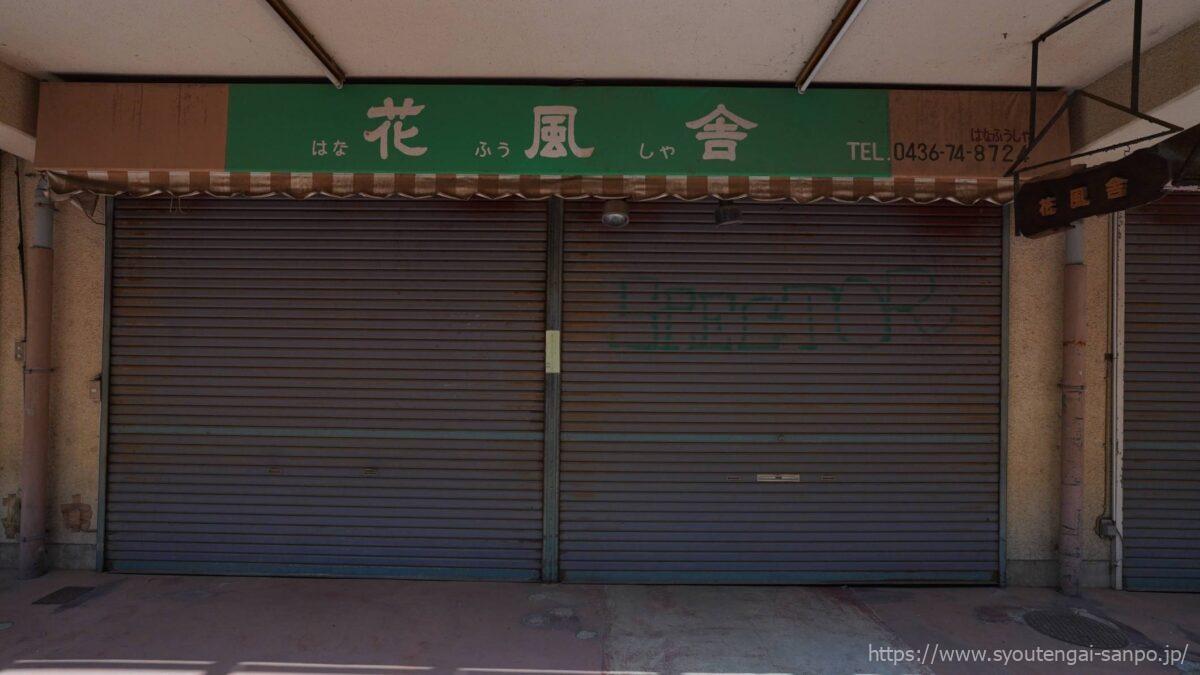 はな 花 ふう 風 しゃ 舎
はなふうしゃ
TEL.0436-74-8724
花風舎
SPECTOR
https://www.syoutengai-sanpo.jp/